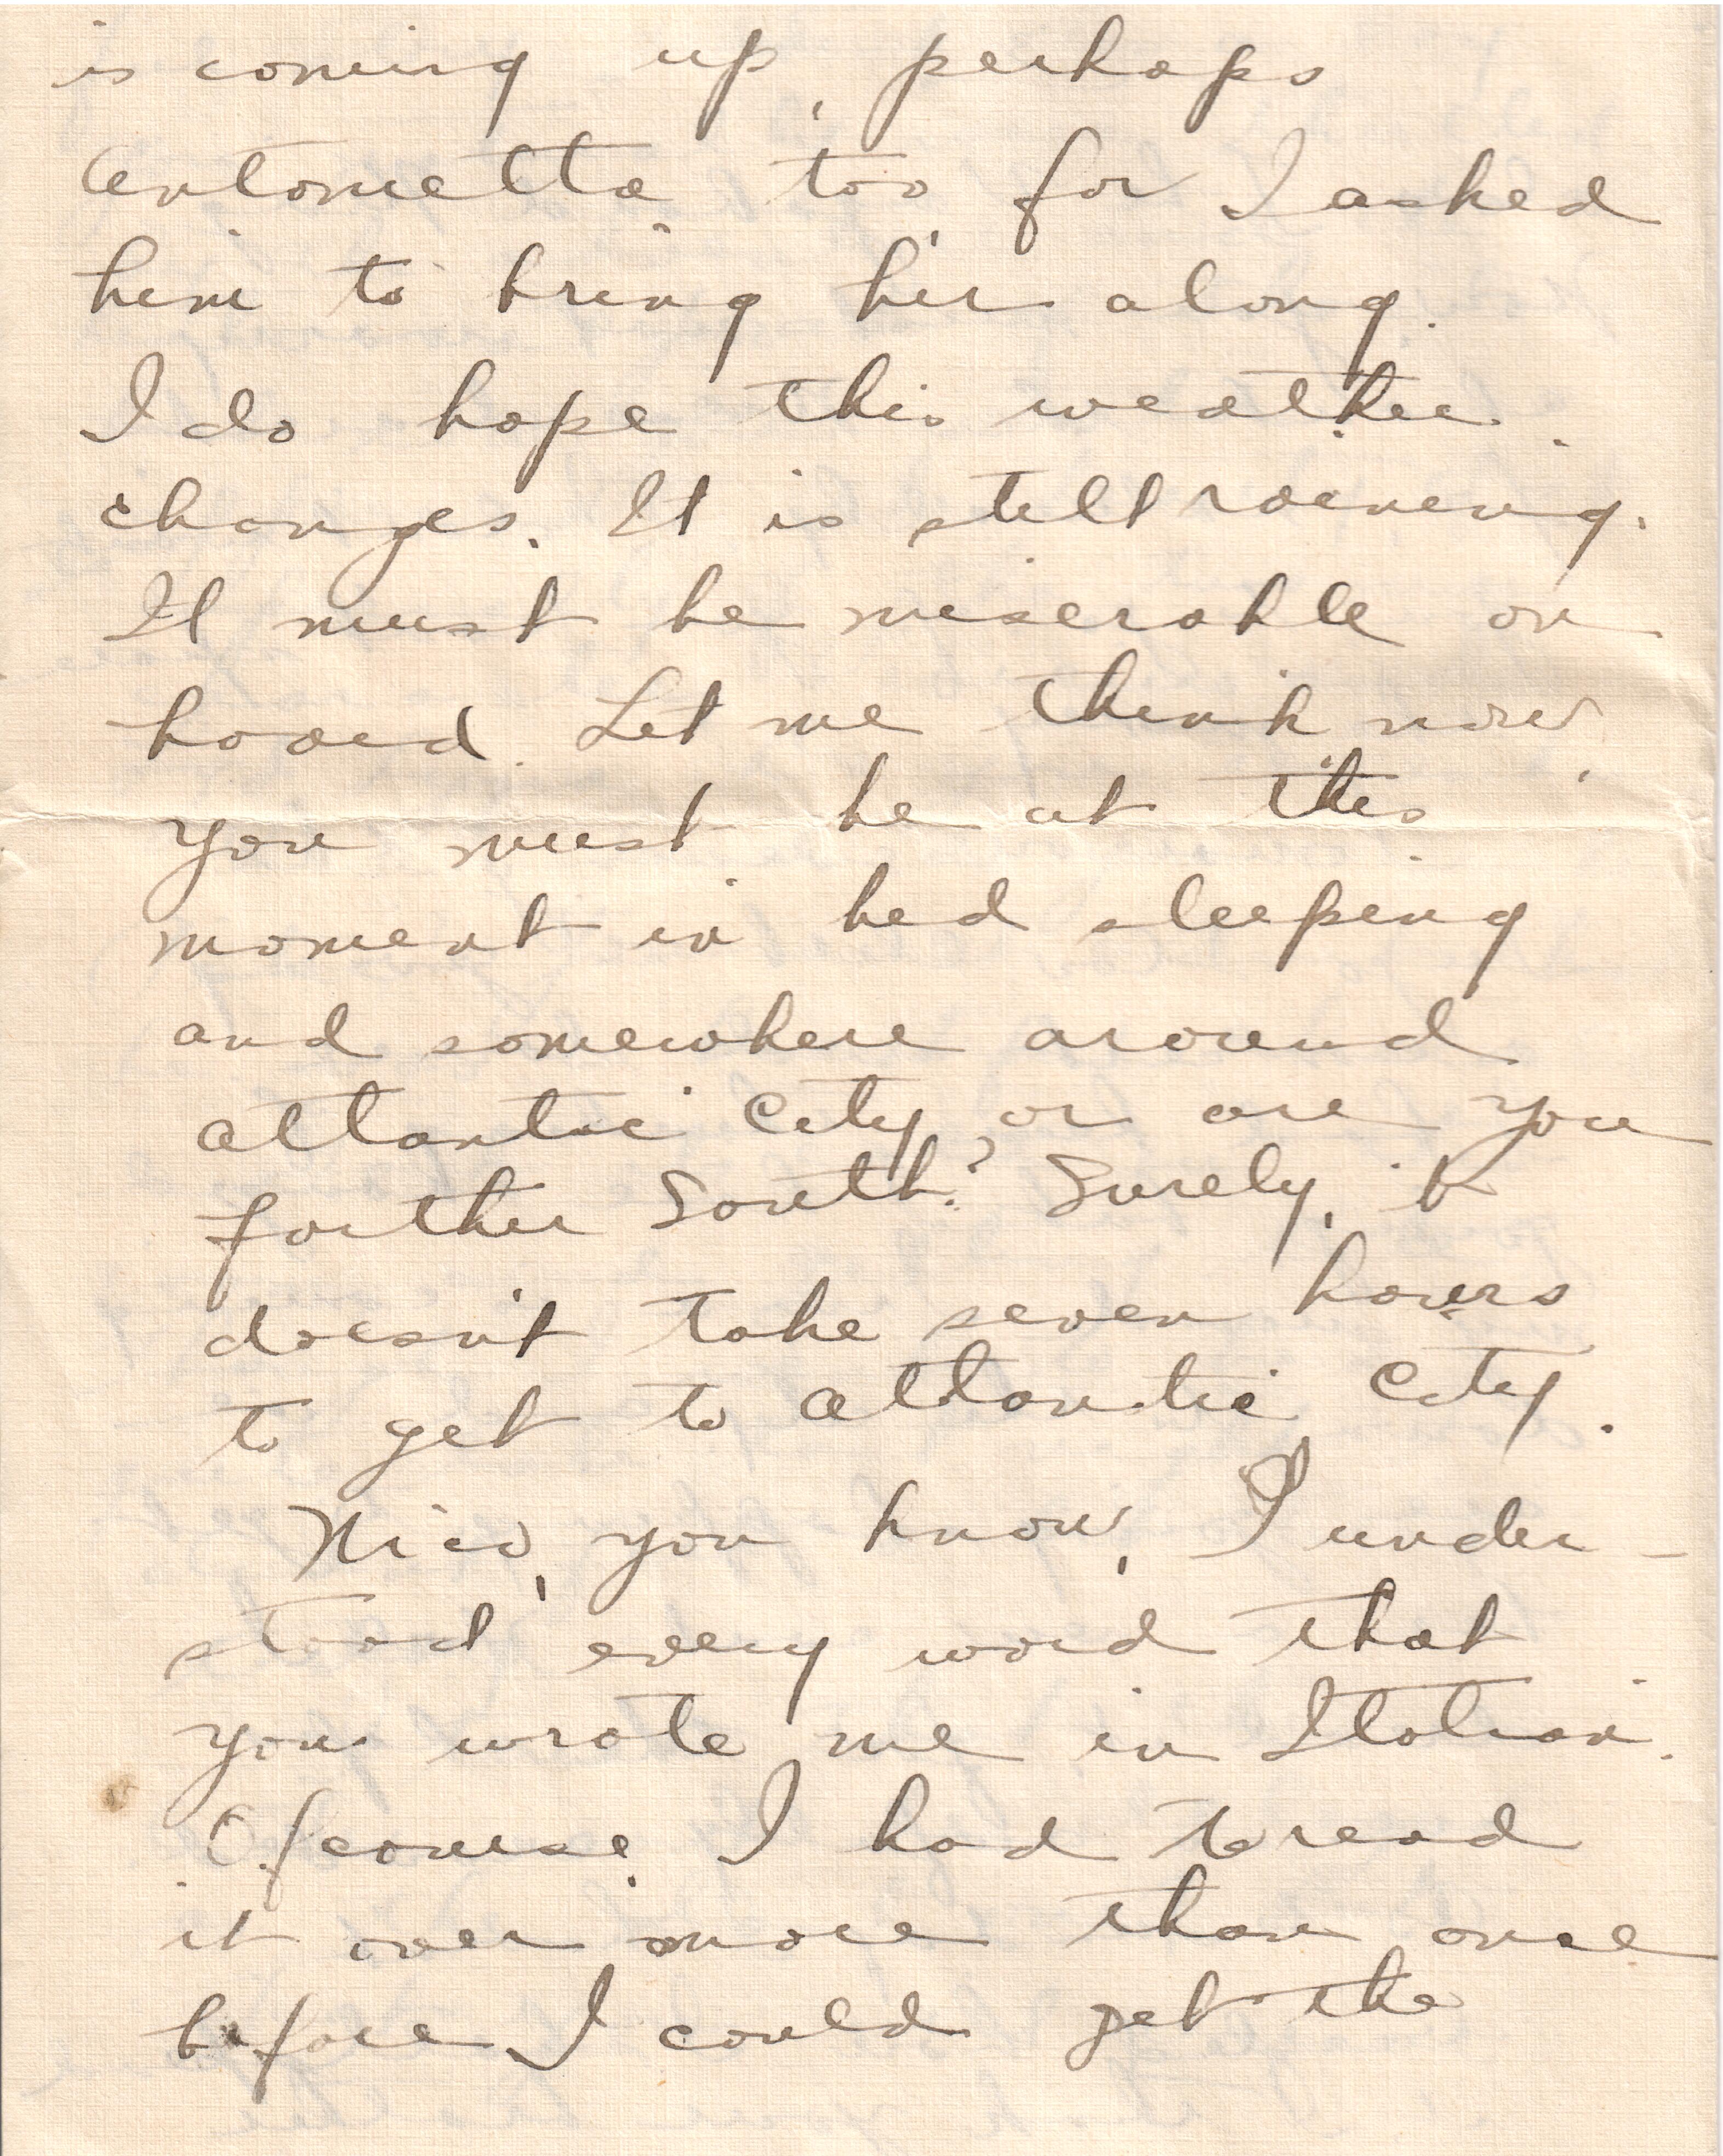 is coming up, perhaps
Antonietta, too, for I asked
him to bring her along.
I do hope this weather
changes. It is still raining.
It must be miserable on
board. Let me think now,
you must be at this
moment in bed sleeping
and somewhere around
Atlantic City, or are you
farther South? Surely, it
doesn't take seven hours
to get to Atlantic City.
Nico, you know, I under-
stood every word that
you wrote me in Italian.
Of course, I had to read
it over more than once
before I could get the